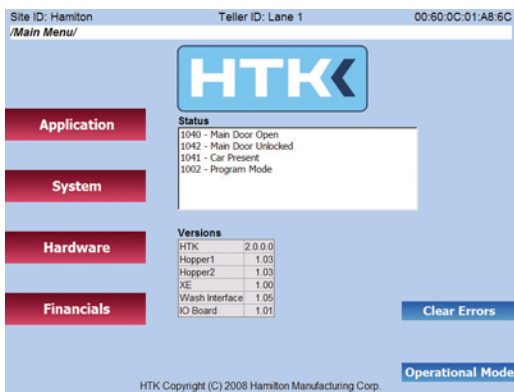 Site ID: Hamiton Teller ID: Lane 1 00:60:0C:01:A8:6C
/Main Menu/
HTK
Application
System
Hardware
Financials
Status
1040 - Main Door Open
1042 - Main Door Unlocked
1041 - Car Present
1002 - Program Mode
Versions
HTK 2.0.0.0
Hopper1 1.03
Hopper2 1.03
XE 1.00
Wash Interface 1.05
IO Board 1.01
Clear Errors
Operational Mode
HTK Copyright (C) 2008 Hamilton Manufacturing Corp.